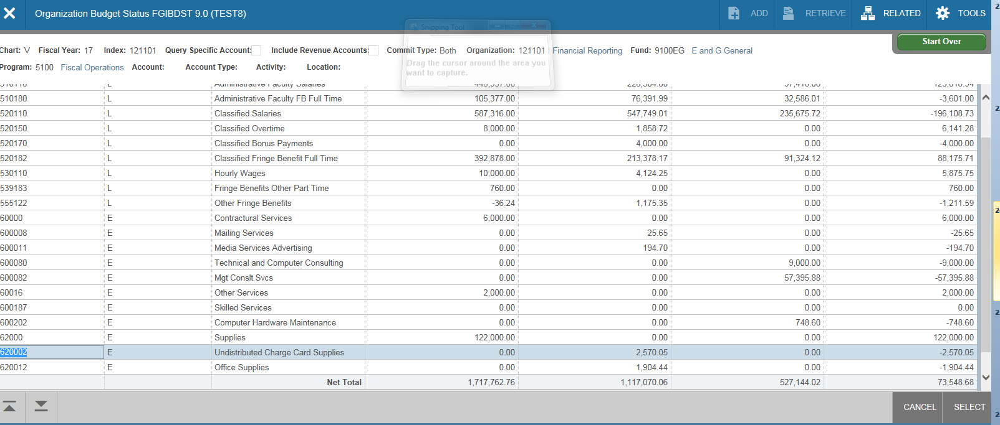 Organization Budget Status FGIBDST 9.0 (TEST8) ADD RETRIEVE RELATED TOOLS
Snipping Tool
Start Over
Chart: V Fiscal Year: 17 Index: 121101 Query Specific Account: Include Revenue Accounts: Commit Type: Both Organization: 121101 Financial Reporting Fund: 9100EG E and G General
Program: 5100 Fiscal Operations Account: Account Type: Activity: Location:
Drag the cursor around the area you
want to capture.
L Administrative Faculty Salaries
510180 L Administrative Faculty FB Full Time 105,377.00 76,391.99 32,586.01 -3,601.00
520110 L Classified Salaries 587,316.00 547,749.01 235,675.72 -196,108.73
520150 L Classified Overtime 8,000.00 1,858.72 0.00 6,141.28
520170 L Classified Bonus Payments 0.00 4,000.00 0.00 -4,000.00
520182 L Classified Fringe Benefit Full Time 392,878.00 213,378.17 91,324.12 88,175.71
530110 L Hourly Wages 10,000.00 4,124.25 0.00 5,875.75
539183 L Fringe Benefits Other Part Time 760.00 0.00 0.00 760.00
555122 L Other Fringe Benefits -36.24 1,175.35 0.00 -1,211.59
60000 E Contractural Services 6,000.00 0.00 0.00 6,000.00
600008 E Mailing Services 0.00 25.65 0.00 -25.65
600011 E Media Services Advertising 0.00 194.70 0.00 -194.70
600080 E Technical and Computer Consulting 0.00 0.00 9,000.00 -9,000.00
600082 E Mgt Conslt Svcs 0.00 0.00 57,395.88 -57,395.88
60016 E Other Services 2,000.00 0.00 0.00 2,000.00
600187 E Skilled Services 0.00 0.00 0.00 0.00
600202 E Computer Hardware Maintenance 0.00 0.00 748.60 -748.60
62000 E Supplies 122,000.00 0.00 0.00 122,000.00
620002 E Undistributed Charge Card Supplies 0.00 2,570.05 0.00 -2,570.05
620012 E Office Supplies 0.00 1,904.44 0.00 -1,904.44
Net Total 1,717,762.76 1,117,070.06 527,144.02 73,548.68
CANCEL SELECT